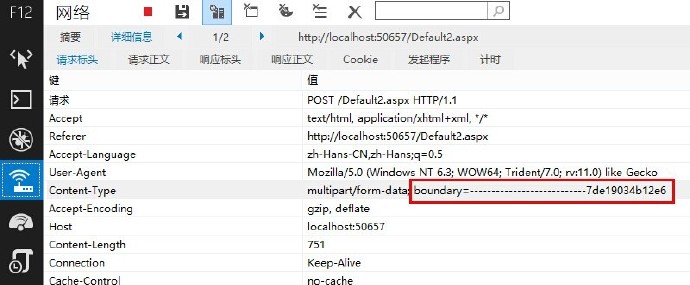 F12 网络
摘要 详细信息 1/2 http://localhost:50657/Default2.aspx
请求标头 请求正文 响应标头 响应正文 Cookie 发起程序 计时
键 值
请求 POST /Default2.aspx HTTP/1.1
Accept text/html, application/xhtml+xml, */*
Referer http://localhost:50657/Default2.aspx
Accept-Language zh-Hans-CN,zh-Hans;q=0.5
User-Agent Mozilla/5.0 (Windows NT 6.3; WOW64; Trident/7.0; rv:11.0) like Gecko
Content-Type multipart/form-data; boundary=---------------------------7de19034b12e6
Accept-Encoding gzip, deflate
Host localhost:50657
Content-Length 751
Connection Keep-Alive
Cache-Control no-cache